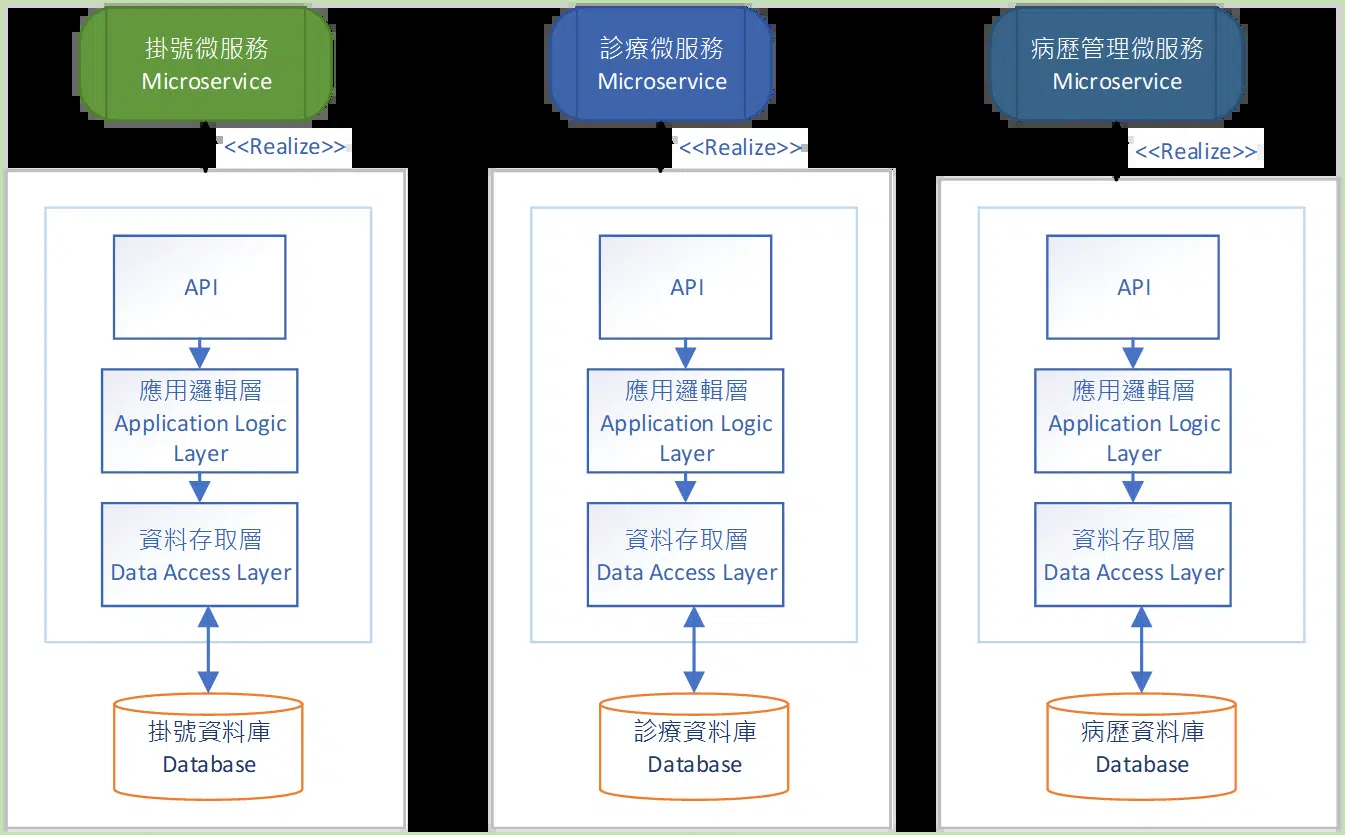 掛號微服務
Microservice
<<Realize>>
API
應用邏輯層
Application Logic
Layer
資料存取層
Data Access Layer
掛號資料庫
Database
診療微服務
Microservice
<<Realize>>
API
應用邏輯層
Application Logic
Layer
資料存取層
Data Access Layer
診療資料庫
Database
病歷管理微服務
Microservice
<<Realize>>
API
應用邏輯層
Application Logic
Layer
資料存取層
Data Access Layer
病歷資料庫
Database